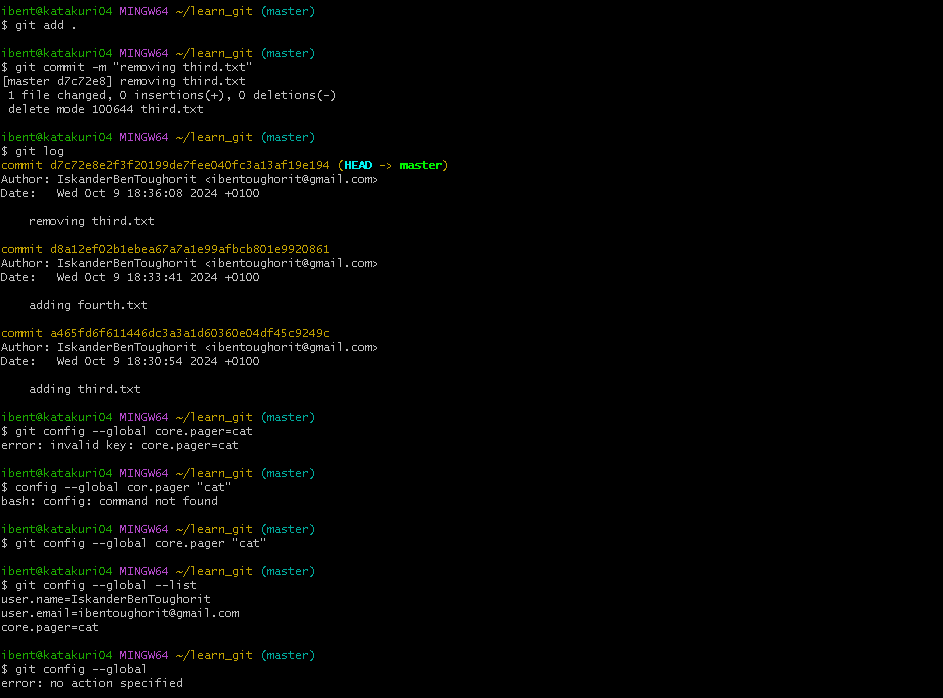 ibent@katakuri04 MINGW64 ~/learn_git (master)
$ git add .
ibent@katakuri04 MINGW64 ~/learn_git (master)
$ git commit -m "removing third.txt"
[master d7c72e8] removing third.txt
 1 file changed, 0 insertions(+), 0 deletions(-)
 delete mode 100644 third.txt
ibent@katakuri04 MINGW64 ~/learn_git (master)
$ git log
commit d7c72e8e2f3f20199de7fee040fc3a13af19e194 (HEAD -> master)
Author: IskanderBenToughorit <ibentoughorit@gmail.com>
Date:   Wed Oct 9 18:36:08 2024 +0100
    removing third.txt
commit d8a12ef02b1ebea67a7a1e99afbcb801e9920861
Author: IskanderBenToughorit <ibentoughorit@gmail.com>
Date:   Wed Oct 9 18:33:41 2024 +0100
    adding fourth.txt
commit a465fd6f611446dc3a3a1d60360e04df45c9249c
Author: IskanderBenToughorit <ibentoughorit@gmail.com>
Date:   Wed Oct 9 18:30:54 2024 +0100
    adding third.txt
ibent@katakuri04 MINGW64 ~/learn_git (master)
$ git config --global core.pager=cat
error: invalid key: core.pager=cat
ibent@katakuri04 MINGW64 ~/learn_git (master)
$ config --global cor.pager "cat"
bash: config: command not found
ibent@katakuri04 MINGW64 ~/learn_git (master)
$ git config --global core.pager "cat"
ibent@katakuri04 MINGW64 ~/learn_git (master)
$ git config --global --list
user.name=IskanderBenToughorit
user.email=ibentoughorit@gmail.com
core.pager=cat
ibent@katakuri04 MINGW64 ~/learn_git (master)
$ git config --global
error: no action specified